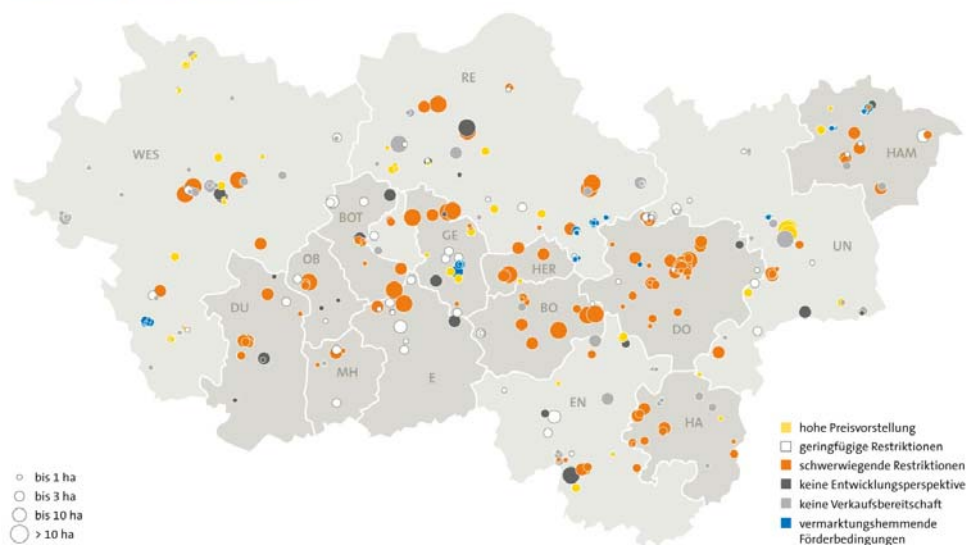 RE
WES
HAM
BOT
GE
UN
OB
HER
DU
BO
DO
MH
E
EN
HA
hohe Preisvorstellung
geringfügige Restriktionen
schwerwiegende Restriktionen
keine Entwicklungsperspektive
keine Verkaufsbereitschaft
vermarktungshemmende
Förderbedingungen
bis 1 ha
bis 3 ha
bis 10 ha
> 10 ha